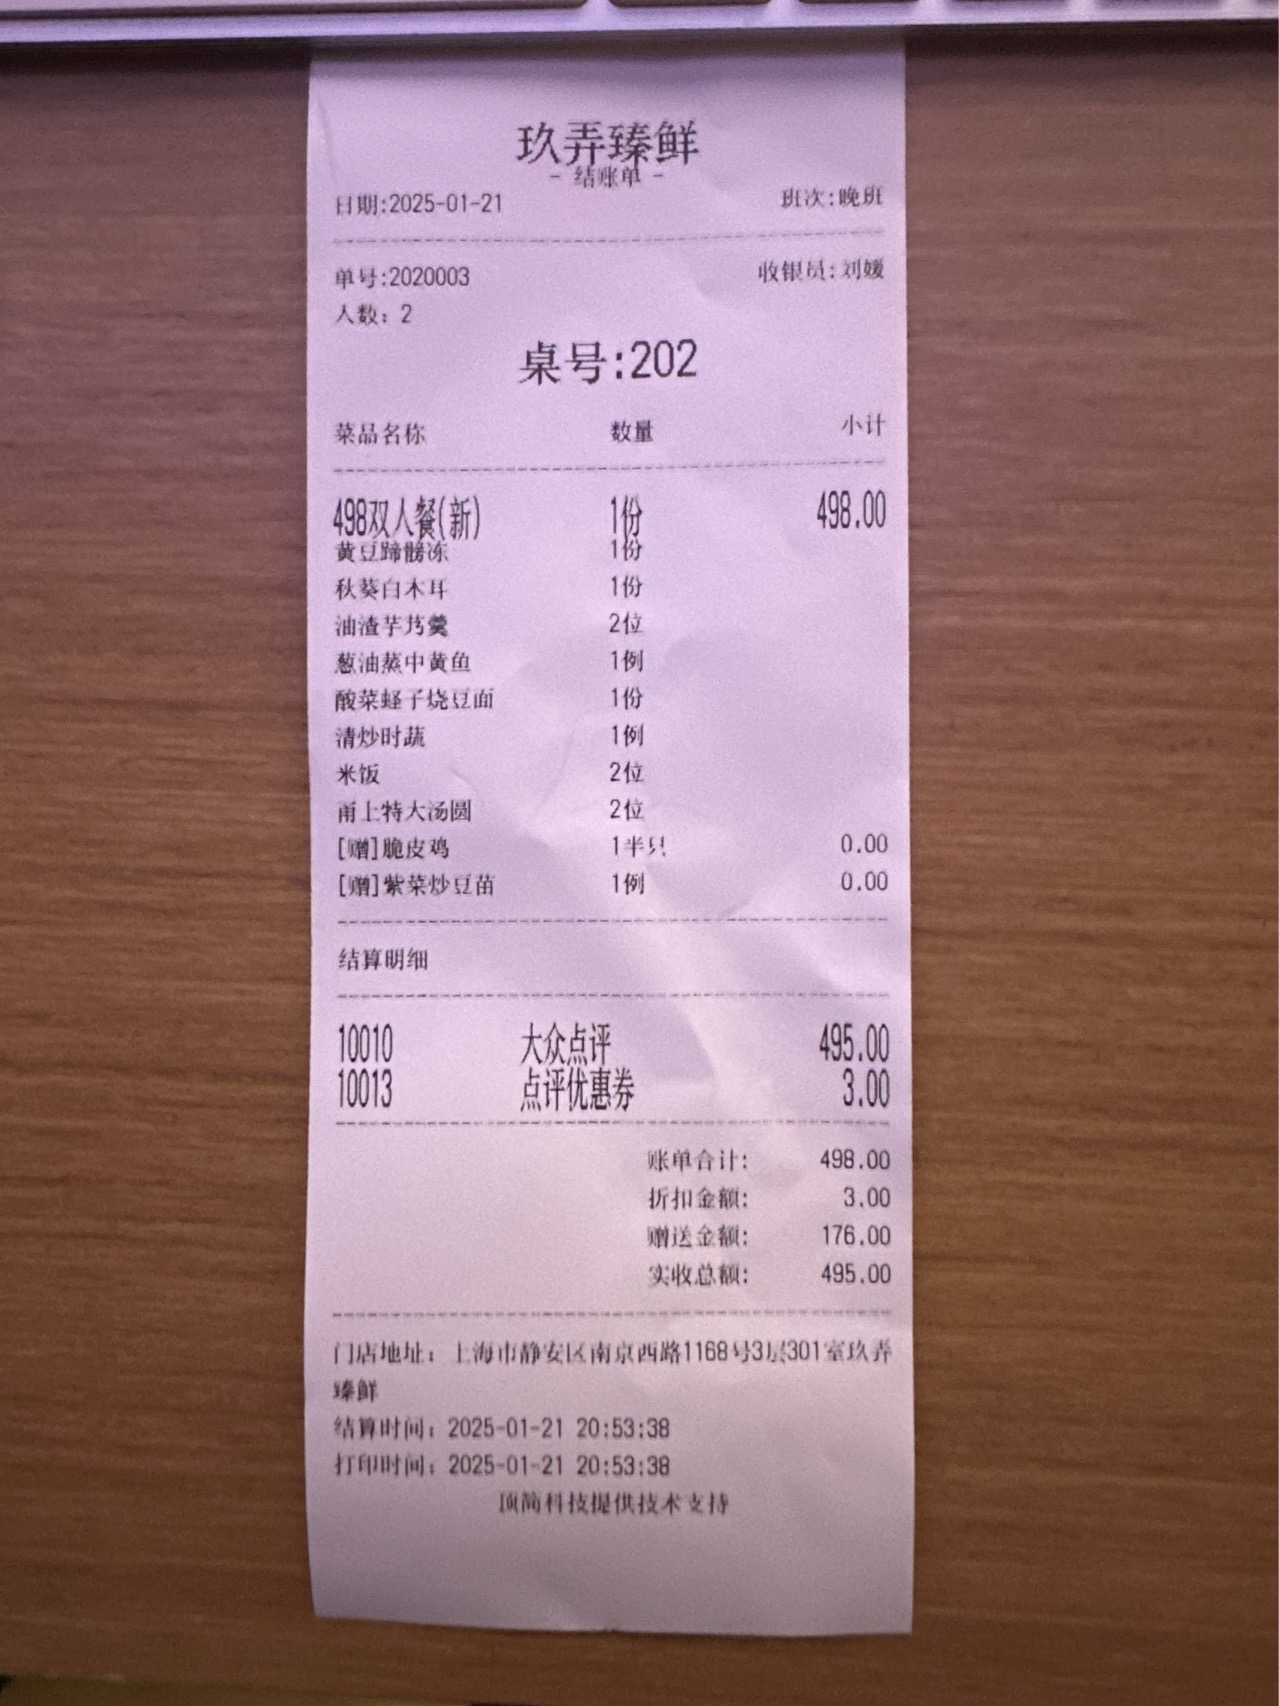 玖弄臻鲜
- 结账单 -
日期:2025-01-21 班次:晚班
单号:2020003 收银员:刘媛
人数: 2
桌号:202
菜品名称 数量 小计
498双人餐(新) 1份 498.00
黄豆蹄髈冻 1份
秋葵白木耳 1份
油渣芋艿羹 2位
葱油蒸中黄鱼 1例
酸菜蛏子烧豆面 1份
清炒时蔬 1例
米饭 2位
甬上特大汤圆 2位
[赠]脆皮鸡 1半只 0.00
[赠]紫菜炒豆苗 1例 0.00
结算明细
10010 大众点评 495.00
10013 点评优惠券 3.00
账单合计: 498.00
折扣金额: 3.00
赠送金额: 176.00
实收总额: 495.00
门店地址: 上海市静安区南京西路1168号3层301室玖弄
臻鲜
结算时间: 2025-01-21 20:53:38
打印时间: 2025-01-21 20:53:38
顶简科技提供技术支持